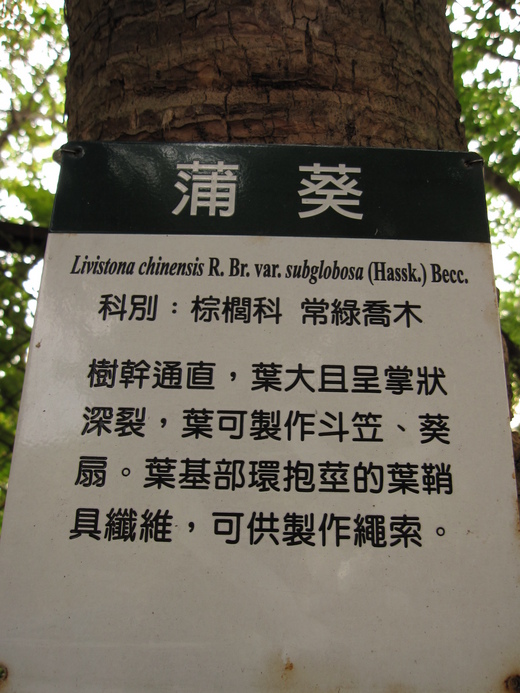 蒲葵
Livistona chinensis R. Br. var. subglobosa (Hassk.) Becc.
科別：棕櫚科 常綠喬木
樹幹通直，葉大且呈掌狀
深裂，葉可製作斗笠、葵
扇。葉基部環抱莖的葉鞘
具纖維，可供製作繩索。